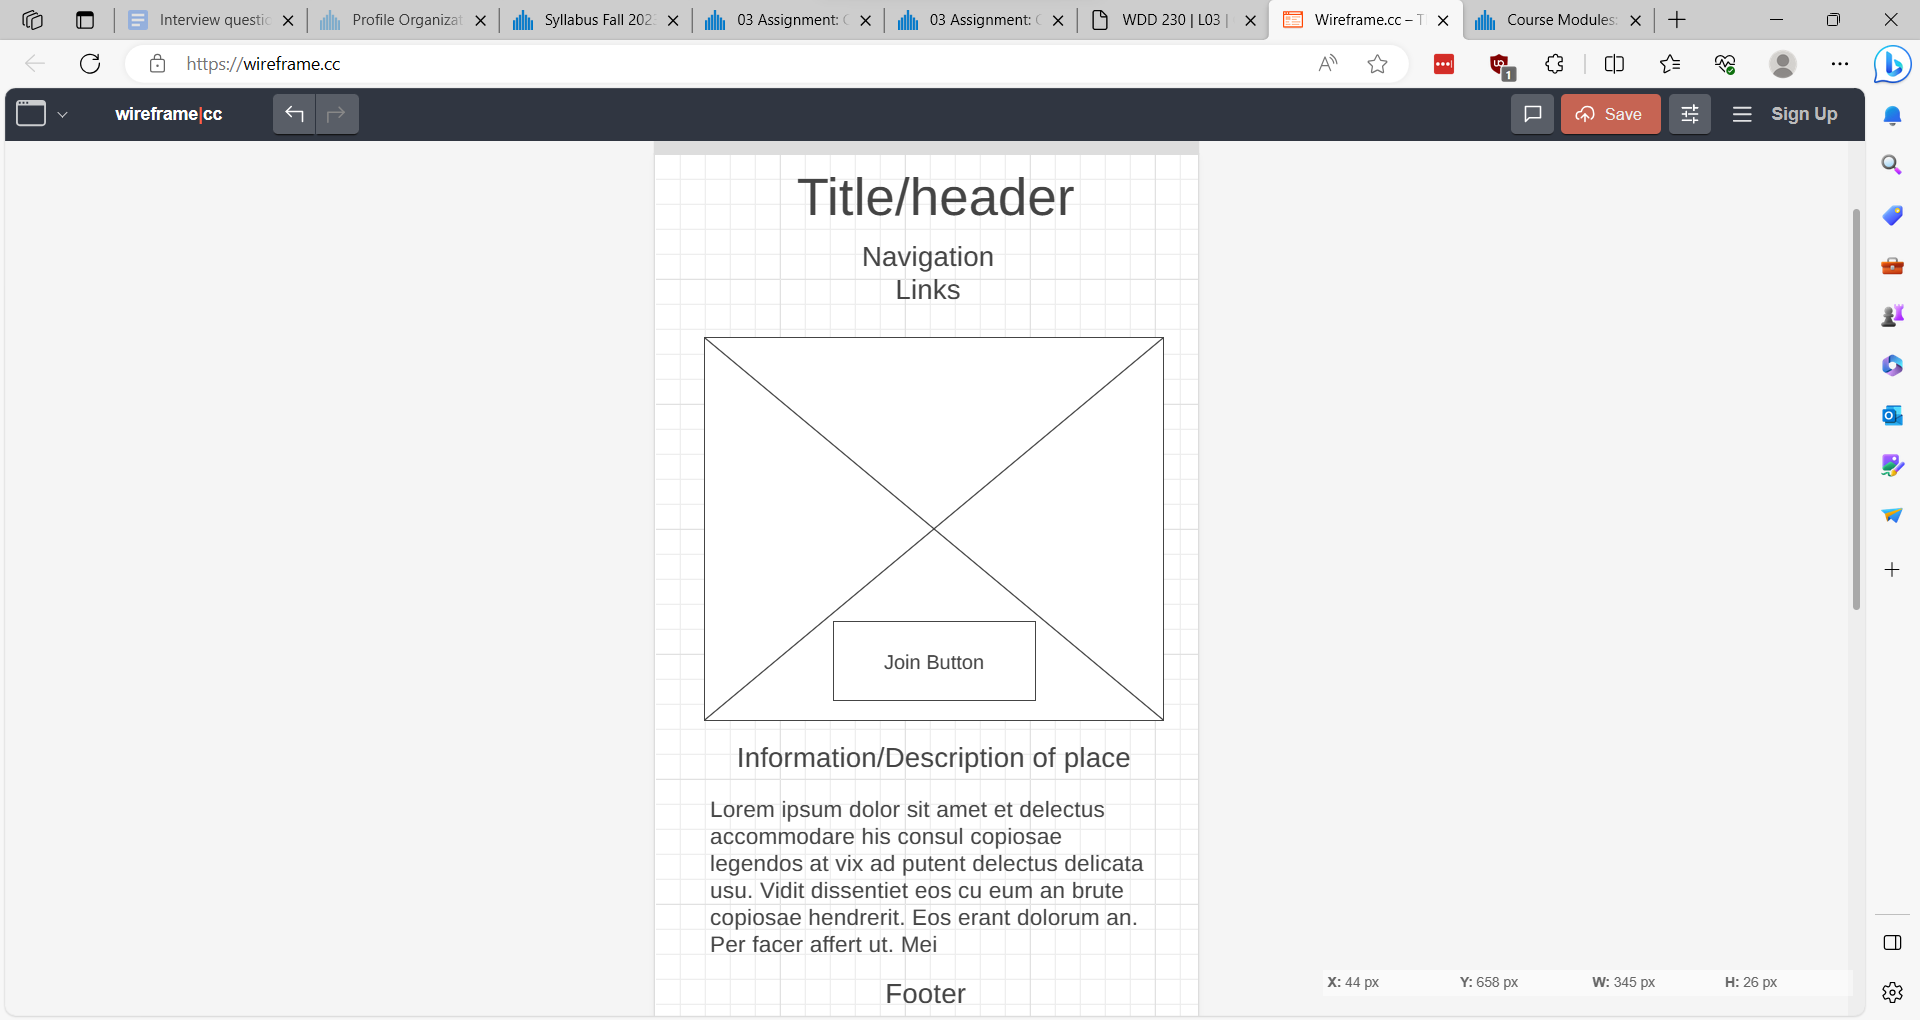 Interview questic
Profile Organizat
Syllabus Fall 202
03 Assignment: C
03 Assignment: C
WDD 230 | L03 |
Wireframe.cc – T
Course Modules:
https://wireframe.cc
1
wireframe|cc
Save
Sign Up
Title/header
Navigation
Links
Join Button
Information/Description of place
Lorem ipsum dolor sit amet et delectus
accommodare his consul copiosae
legendos at vix ad putent delectus delicata
usu. Vidit dissentiet eos cu eum an brute
copiosae hendrerit. Eos erant dolorum an.
Per facer affert ut. Mei
Footer
X: 44 px Y: 658 px W: 345 px H: 26 px